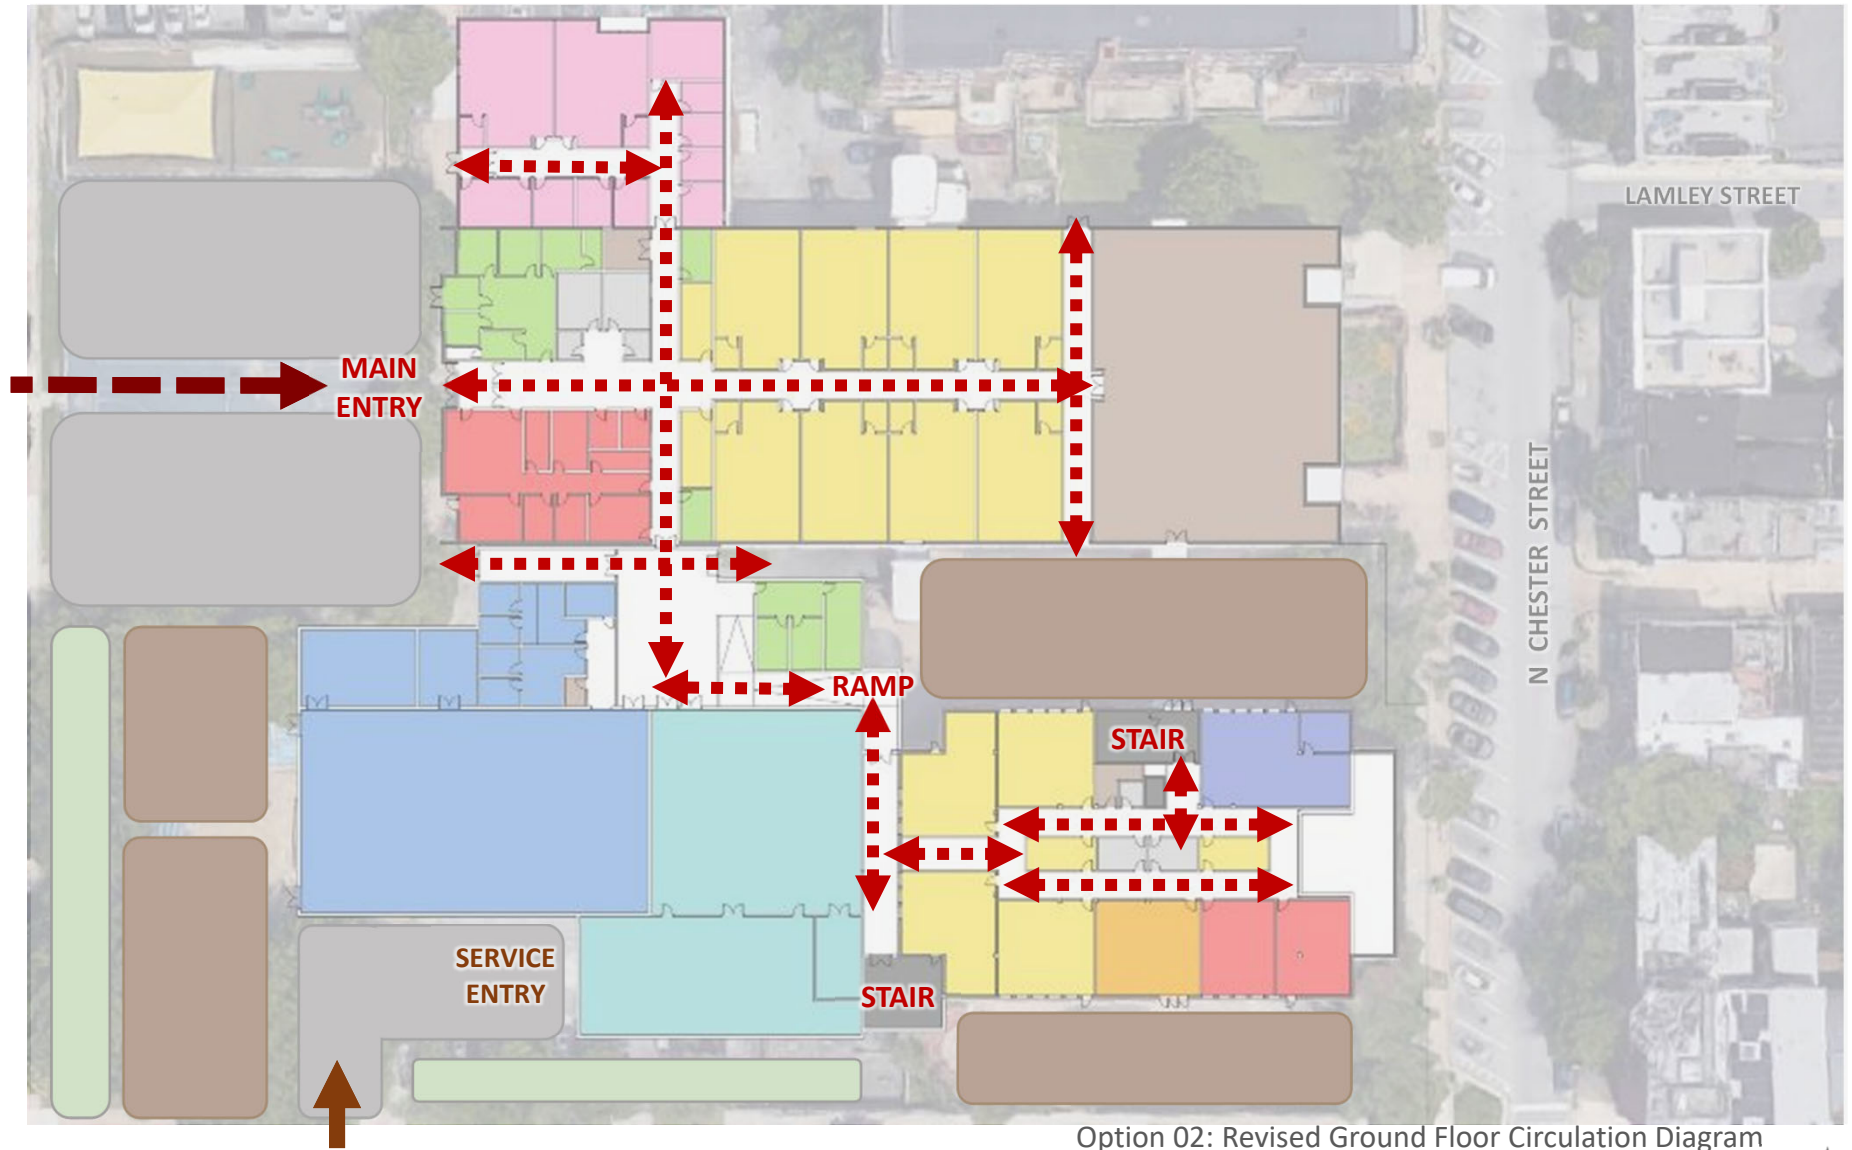 LAMLEY STREET
MAIN
ENTRY
N CHESTER STREET
RAMP
STAIR
SERVICE
ENTRY
STAIR
Option 02: Revised Ground Floor Circulation Diagram